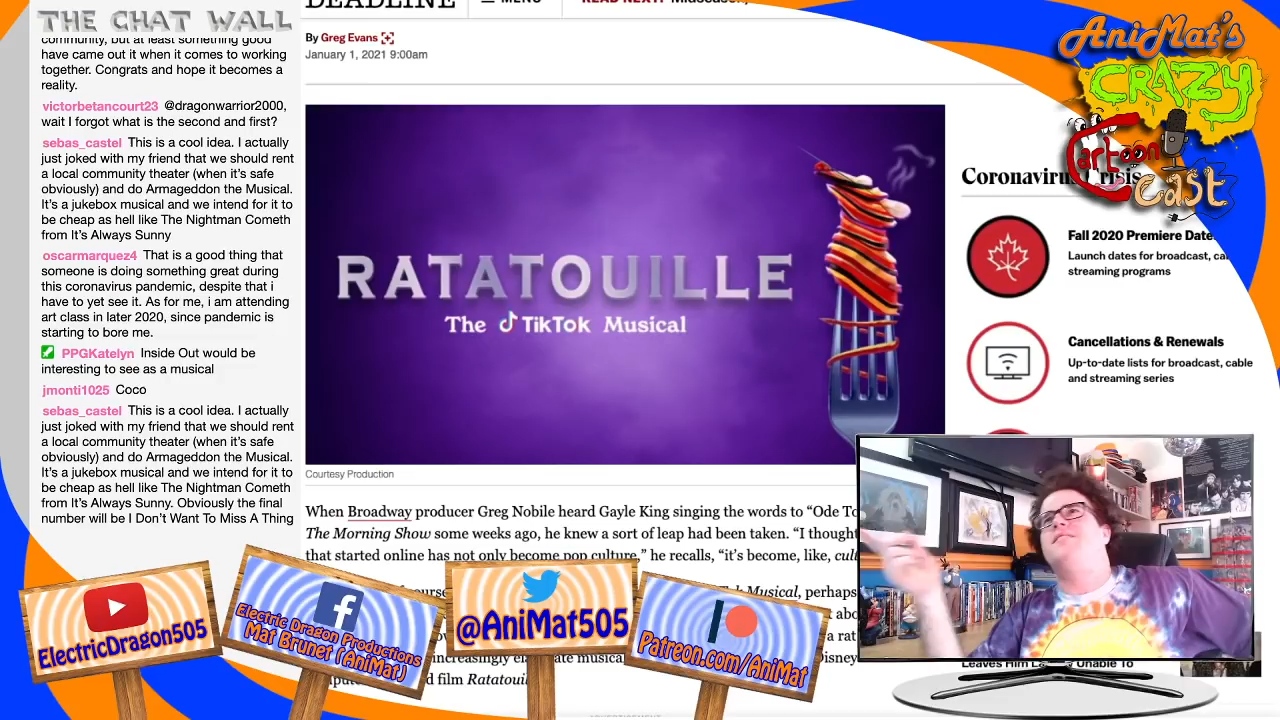 THE CHAT WALL
community, but at least something good
have came out it when it comes to working
together. Congrats and hope it becomes a
reality.
victorbetancourt23 @dragonwarrior2000,
wait I forgot what is the second and first?
sebas_castel This is a cool idea. I actually
just joked with my friend that we should rent
a local community theater (when it's safe
obviously) and do Armageddon the Musical.
It's a jukebox musical and we intend for it to
be cheap as hell like The Nightman Cometh
from It's Always Sunny
oscarmarquez4 That is a good thing that
someone is doing something great during
this coronavirus pandemic, despite that i
have to yet see it. As for me, i am attending
art class in later 2020, since pandemic is
starting to bore me.
PPGKatelyn Inside Out would be
interesting to see as a musical
jmonti1025 Coco
sebas_castel This is a cool idea. I actually
just joked with my friend that we should rent
a local community theater (when it's safe
obviously) and do Armageddon the Musical.
It's a jukebox musical and we intend for it to
be cheap as hell like The Nightman Cometh
from It's Always Sunny. Obviously the final
number will be I Don't Want To Miss A Thing
DEADLINE
MENU
READ NEXT:
By Greg Evans
January 1, 2021 9:00am
RATATOUILLE
The TikTok Musical
Courtesy Production
When Broadway producer Greg Nobile heard Gayle King singing the words to "Ode To
The Morning Show some weeks ago, he knew a sort of leap had been taken. "I thought
that started online has not only become pop culture," he recalls, "it's become, like,
Musical, perhaps
a rat
musical
Disney
film Ratatouille
ADVERTISEMENT
AniMat's
CRAZY
Cartoon
Cast
Coronavirus Crisis
Fall 2020 Premiere Date
Launch dates for broadcast,
streaming programs
Cancellations & Renewals
Up-to-date lists for broadcast, cable
and streaming series
Leaves Him Unable To
ElectricDragon505
Electric Dragon Productions
Mat Brunet (AniMat)
@AniMat505
Patreon.com/AniMat